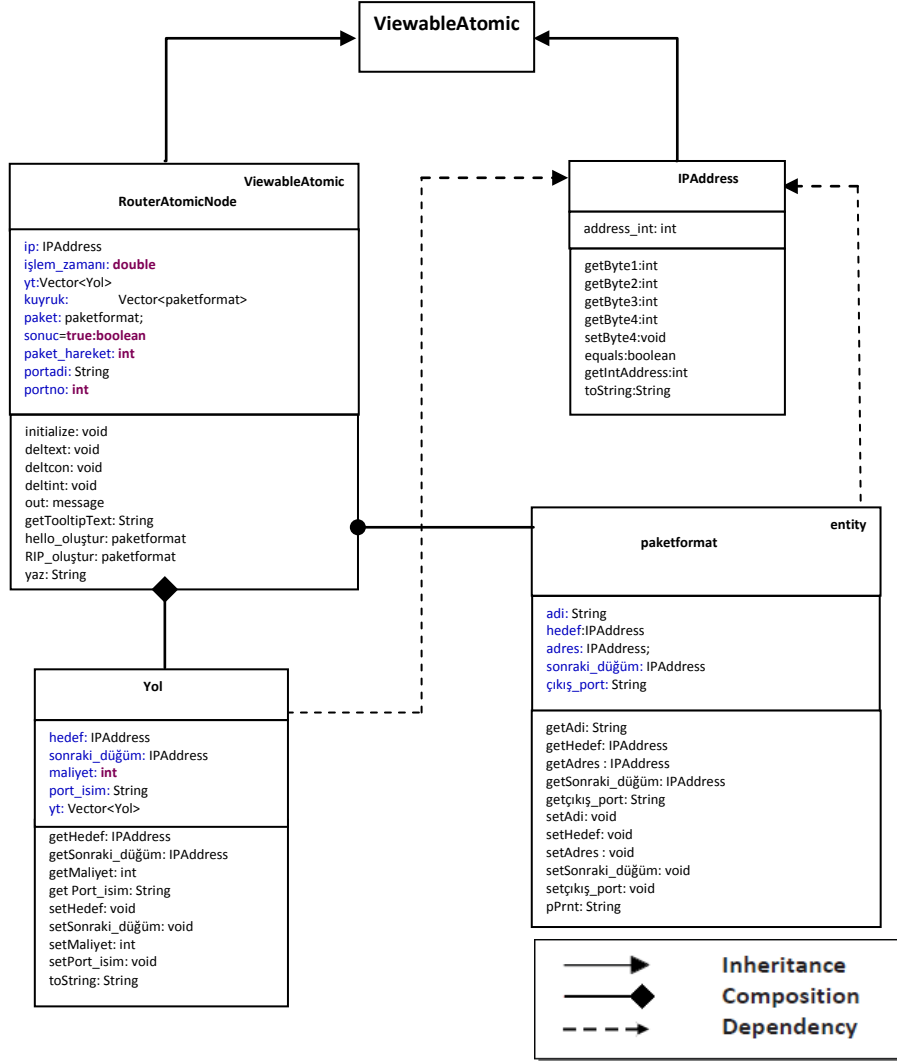 ViewableAtomic
ViewableAtomic
RouterAtomicNode
ip: IPAddress
işlem_zamanı: double
yt:Vector<Yol>
kuyruk: Vector<paketformat>
paket: paketformat;
sonuc=true:boolean
paket_hareket: int
portadi: String
portno: int
initialize: void
deltext: void
deltcon: void
deltint: void
out: message
getTooltipText: String
hello_oluştur: paketformat
RIP_oluştur: paketformat
yaz: String
IPAddress
address_int: int
getByte1:int
getByte2:int
getByte3:int
getByte4:int
setByte4:void
equals:boolean
getIntAddress:int
toString:String
entity
paketformat
adi: String
hedef:IPAddress
adres: IPAddress;
sonraki_düğüm: IPAddress
çıkış_port: String
getAdi: String
getHedef: IPAddress
getAdres : IPAddress
getSonraki_düğüm: IPAddress
getçıkış_port: String
setAdi: void
setHedef: void
setAdres : void
setSonraki_düğüm: void
setçıkış_port: void
pPrnt: String
Yol
hedef: IPAddress
sonraki_düğüm: IPAddress
maliyet: int
port_isim: String
yt: Vector<Yol>
getHedef: IPAddress
getSonraki_düğüm: IPAddress
getMaliyet: int
get Port_isim: String
setHedef: void
setSonraki_düğüm: void
setMaliyet: int
setPort_isim: void
toString: String
Inheritance
Composition
Dependency